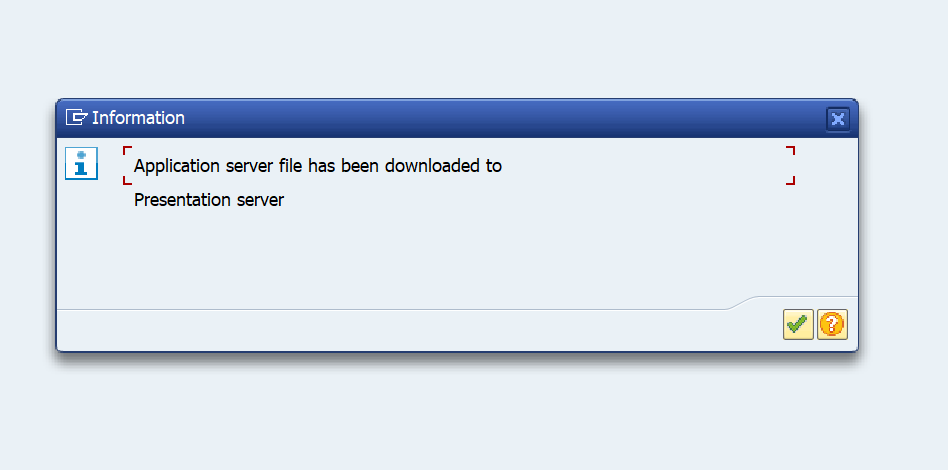 Information
Application server file has been downloaded to
Presentation server